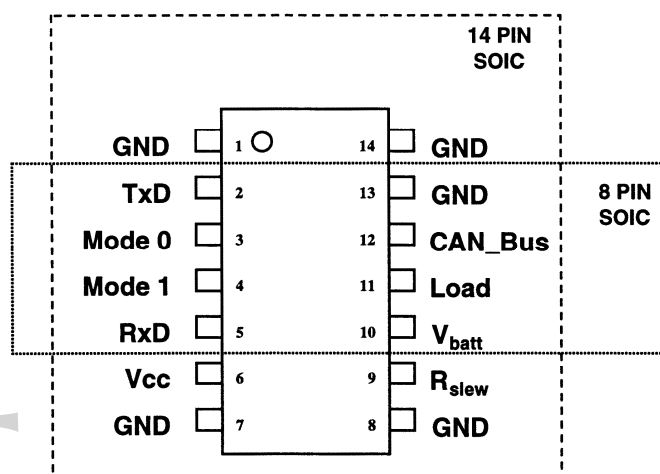 14 PIN
SOIC
GND 1 14 GND
TxD 2 13 GND
8 PIN
SOIC
Mode 0 3 12 CAN_Bus
Mode 1 4 11 Load
RxD 5 10 Vbatt
Vcc 6 9 Rslew
GND 7 8 GND